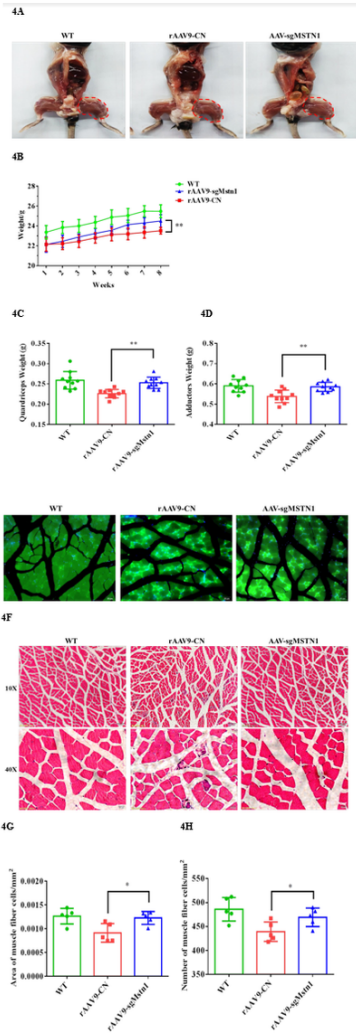 4A
WT rAAV9-CN AAV-sgMSTN1
4B
WT
rAAV9-sgMstn1
rAAV9-CN
Weight/g
28
26
24
22
20
**
1 2 3 4 5 6 7 8
Weeks
4C 4D
Quadriceps Weight (g)
0.35
0.30
0.25
0.20
0.15
**
WT
rAAV9-CN
rAAV9-sgMstn1
Adductors Weight (g)
0.8
0.7
0.6
0.5
0.4
**
WT
rAAV9-CN
rAAV9-sgMstn1
WT rAAV9-CN AAV-sgMSTN1
4F
WT rAAV9-CN AAV-sgMSTN1
10X
40X
4G 4H
Area of muscle fiber cells/mm²
0.0020
0.0015
0.0010
0.0005
0.0000
*
WT
rAAV9-CN
rAAV9-sgMstn1
Number of muscle fiber cells/mm²
550
500
450
400
*
WT
rAAV9-CN
rAAV9-sgMstn1